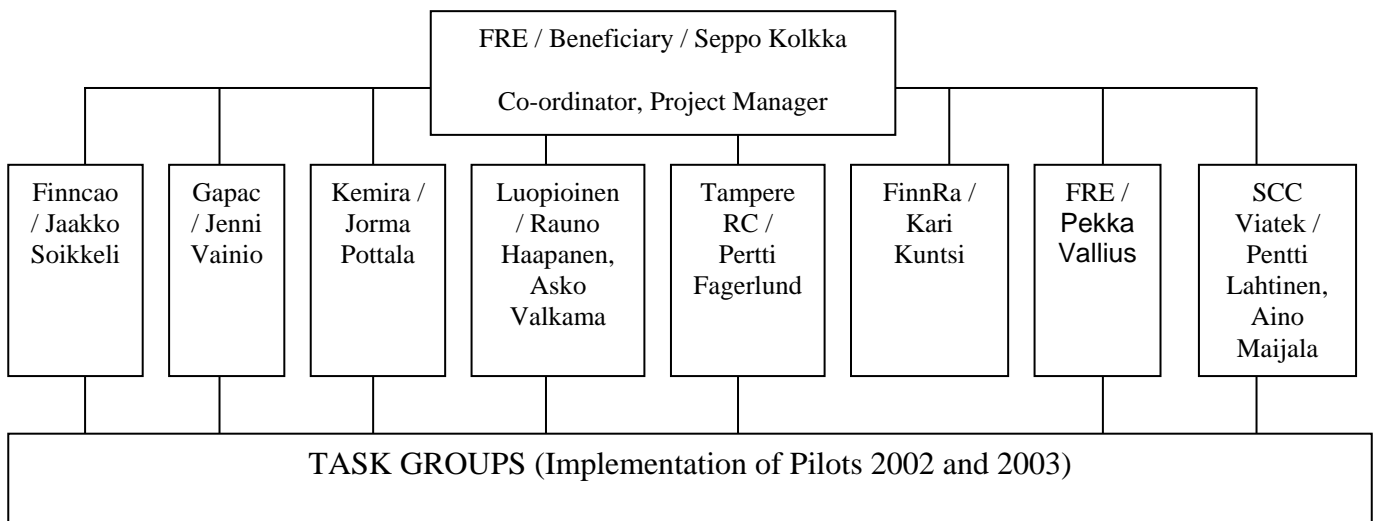 FRE / Beneficiary / Seppo Kolkka
Co-ordinator, Project Manager
Finncao
/ Jaakko
Soikkeli
Gapac
/ Jenni
Vainio
Kemira /
Jorma
Pottala
Luopioinen
/ Rauno
Haapanen,
Asko
Valkama
Tampere
RC /
Pertti
Fagerlund
FinnRa /
Kari
Kuntsi
FRE /
Pekka
Vallius
SCC
Viatek /
Pentti
Lahtinen,
Aino
Maijala
TASK GROUPS (Implementation of Pilots 2002 and 2003)